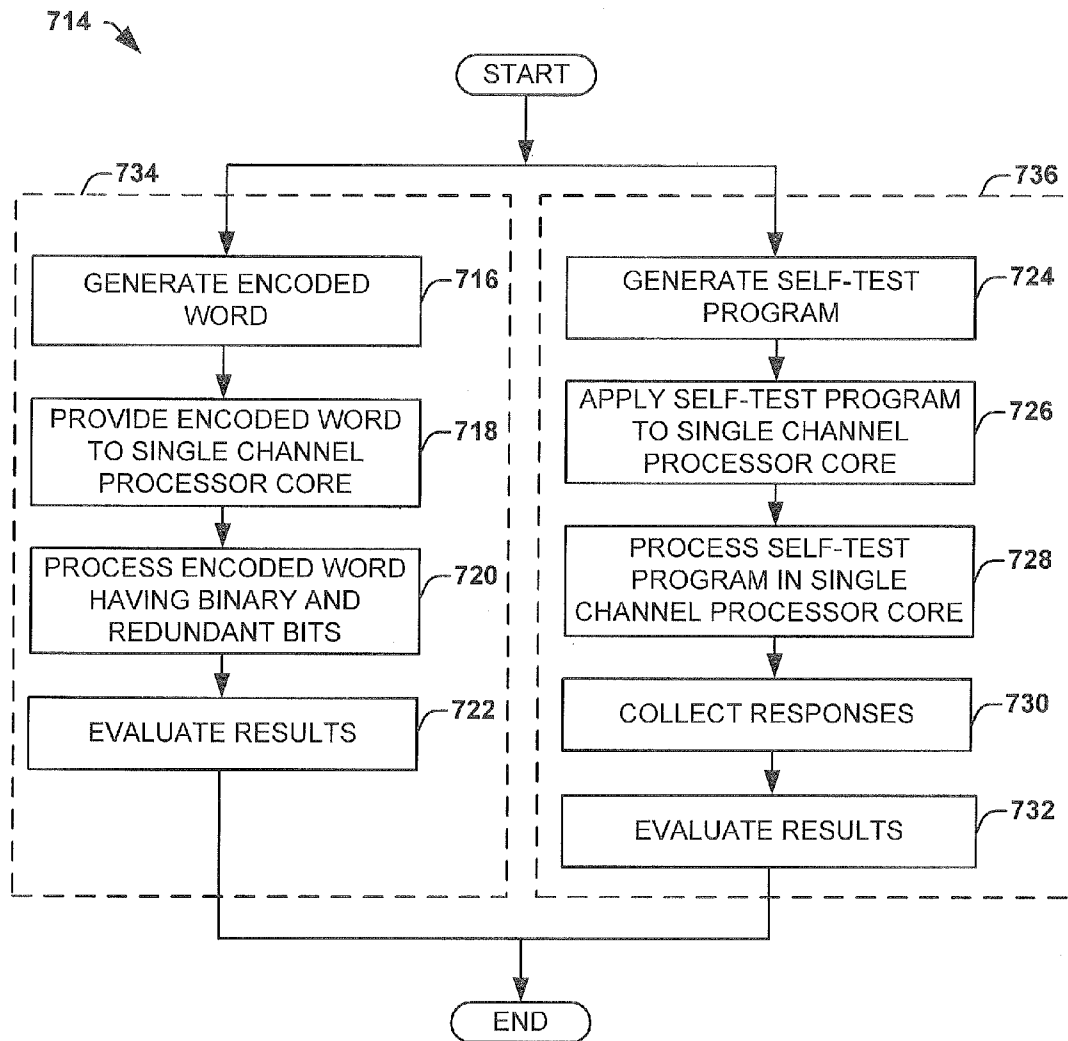 714
START
734
736
GENERATE ENCODED
WORD
716
PROVIDE ENCODED WORD
TO SINGLE CHANNEL
PROCESSOR CORE
718
PROCESS ENCODED WORD
HAVING BINARY AND
REDUNDANT BITS
720
EVALUATE RESULTS
722
GENERATE SELF-TEST
PROGRAM
724
APPLY SELF-TEST PROGRAM
TO SINGLE CHANNEL
PROCESSOR CORE
726
PROCESS SELF-TEST
PROGRAM IN SINGLE
CHANNEL PROCESSOR CORE
728
COLLECT RESPONSES
730
EVALUATE RESULTS
732
END